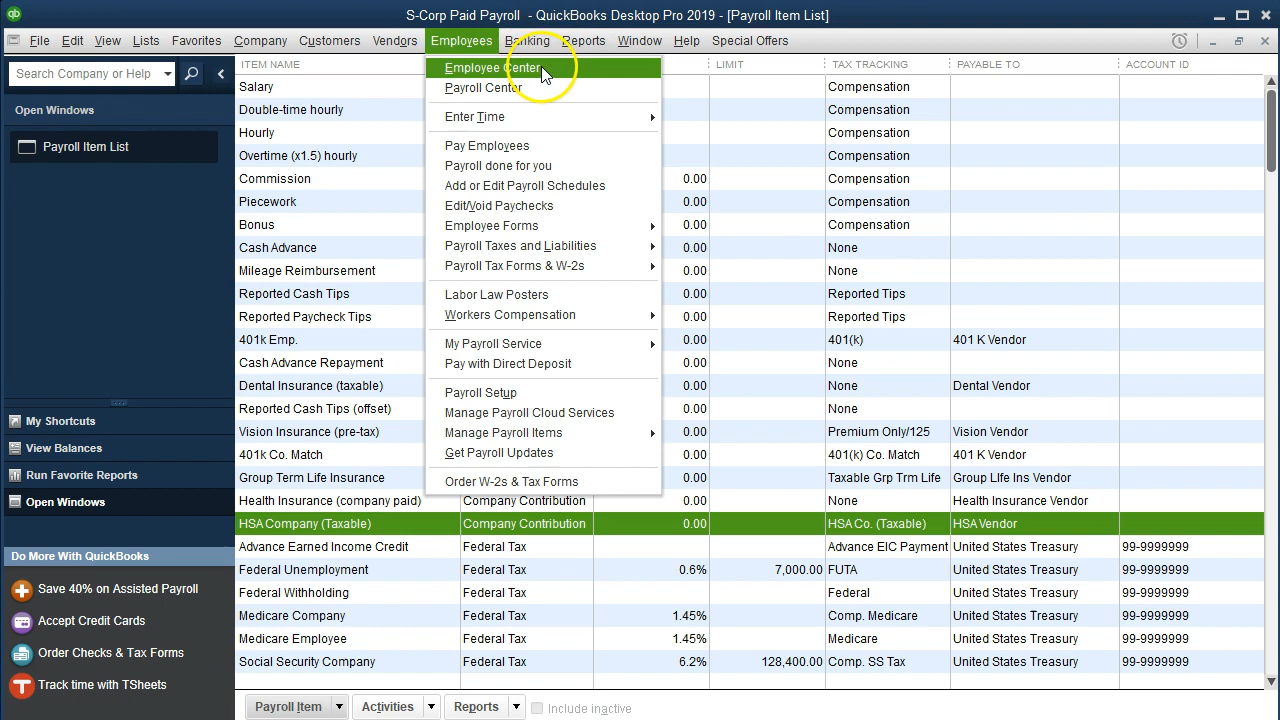 S-Corp Paid Payroll - QuickBooks Desktop Pro 2019 - [Payroll Item List]
File Edit View Lists Favorites Company Customers Vendors Employees Banking Reports Window Help Special Offers
Search Company or Help
Open Windows
Payroll Item List
My Shortcuts
View Balances
Run Favorite Reports
Open Windows
Do More With QuickBooks
Save 40% on Assisted Payroll
Accept Credit Cards
Order Checks & Tax Forms
Track time with TSheets
Employee Center
Payroll Center
Enter Time
Pay Employees
Payroll done for you
Add or Edit Payroll Schedules
Edit/Void Paychecks
Employee Forms
Payroll Taxes and Liabilities
Payroll Tax Forms & W-2s
Labor Law Posters
Workers Compensation
My Payroll Service
Pay with Direct Deposit
Payroll Setup
Manage Payroll Cloud Services
Manage Payroll Items
Get Payroll Updates
Order W-2s & Tax Forms
ITEM NAME LIMIT TAX TRACKING PAYABLE TO ACCOUNT ID
Salary Compensation
Double-time hourly Compensation
Hourly Compensation
Overtime (x1.5) hourly Compensation
Commission 0.00 Compensation
Piecework 0.00 Compensation
Bonus 0.00 Compensation
Cash Advance 0.00 None
Mileage Reimbursement 0.00 None
Reported Cash Tips 0.00 Reported Tips
Reported Paycheck Tips 0.00 Reported Tips
401k Emp. 0.00 401(k) 401 K Vendor
Cash Advance Repayment 0.00 None
Dental Insurance (taxable) 0.00 None Dental Vendor
Reported Cash Tips (offset) 0.00 None
Vision Insurance (pre-tax) 0.00 Premium Only/125 Vision Vendor
401k Co. Match 0.00 401(k) Co. Match 401 K Vendor
Group Term Life Insurance 0.00 Taxable Grp Trm Life Group LIfe Ins Vendor
Health Insurance (company paid) Company Contribution 0.00 None Health Insurance Vendor
HSA Company (Taxable) Company Contribution 0.00 HSA Co. (Taxable) HSA Vendor
Advance Earned Income Credit Federal Tax Advance EIC Payment United States Treasury 99-9999999
Federal Unemployment Federal Tax 0.6% 7,000.00 FUTA United States Treasury 99-9999999
Federal Withholding Federal Tax Federal United States Treasury 99-9999999
Medicare Company Federal Tax 1.45% Comp. Medicare United States Treasury 99-9999999
Medicare Employee Federal Tax 1.45% Medicare United States Treasury 99-9999999
Social Security Company Federal Tax 6.2% 128,400.00 Comp. SS Tax United States Treasury 99-9999999
Payroll Item Activities Reports Include inactive